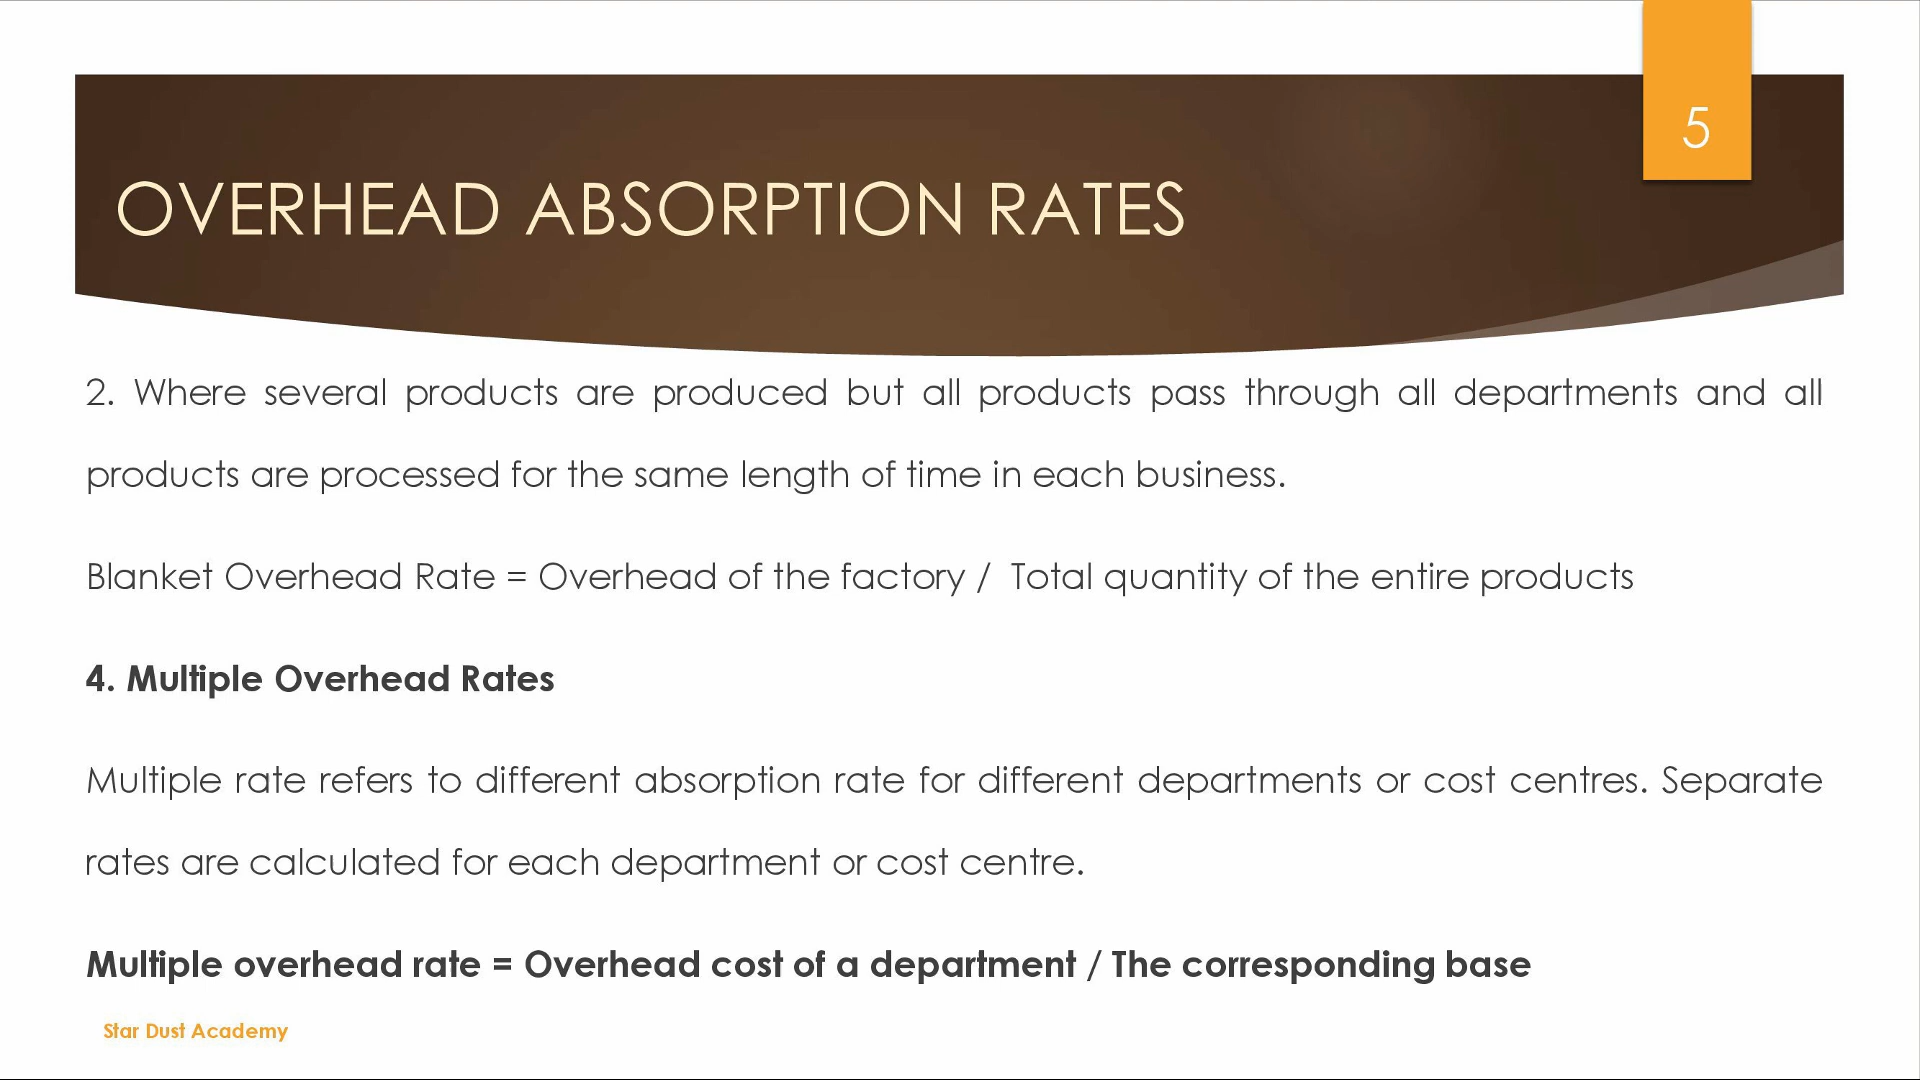 5
OVERHEAD ABSORPTION RATES
2. Where several products are produced but all products pass through all departments and all
products are processed for the same length of time in each business.
Blanket Overhead Rate = Overhead of the factory / Total quantity of the entire products
4. Multiple Overhead Rates
Multiple rate refers to different absorption rate for different departments or cost centres. Separate
rates are calculated for each department or cost centre.
Multiple overhead rate = Overhead cost of a department / The corresponding base
Star Dust Academy